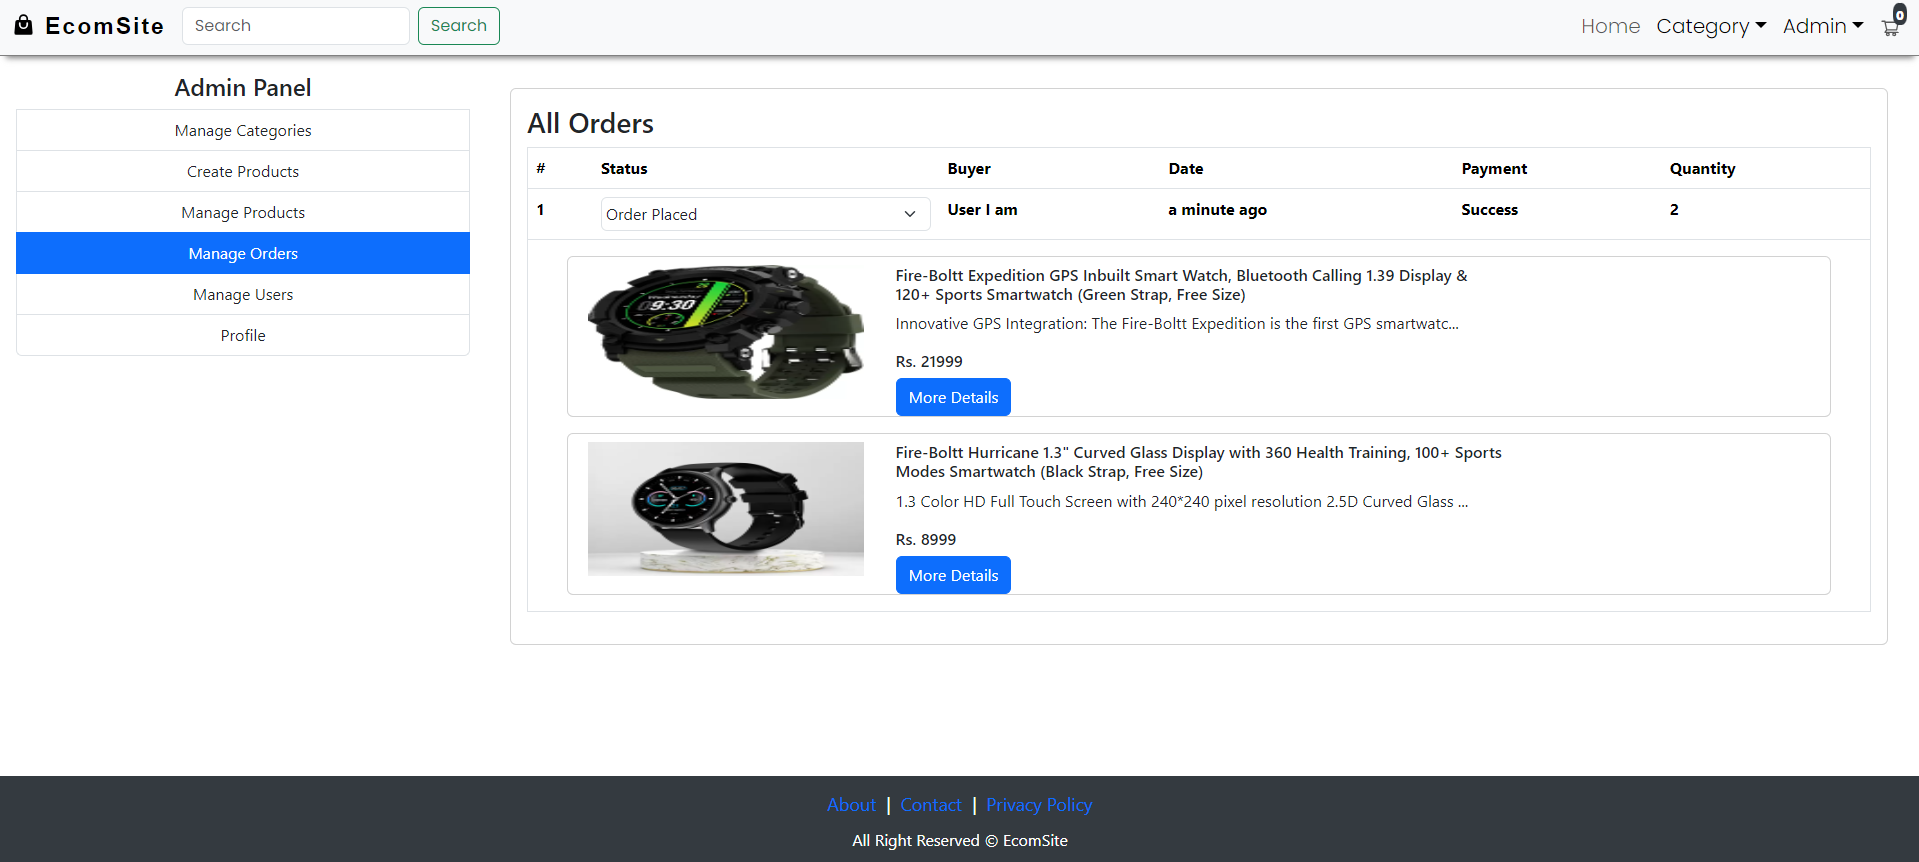 EcomSite
Search
Search
Home
Category
Admin
0
Admin Panel
Manage Categories
Create Products
Manage Products
Manage Orders
Manage Users
Profile
All Orders
# Status Buyer Date Payment Quantity
1 Order Placed User I am a minute ago Success 2
9:30
Fire-Boltt Expedition GPS Inbuilt Smart Watch, Bluetooth Calling 1.39 Display &
120+ Sports Smartwatch (Green Strap, Free Size)
Innovative GPS Integration: The Fire-Boltt Expedition is the first GPS smartwatc...
Rs. 21999
More Details
Fire-Boltt Hurricane 1.3" Curved Glass Display with 360 Health Training, 100+ Sports
Modes Smartwatch (Black Strap, Free Size)
1.3 Color HD Full Touch Screen with 240*240 pixel resolution 2.5D Curved Glass ...
Rs. 8999
More Details
About | Contact | Privacy Policy
All Right Reserved © EcomSite